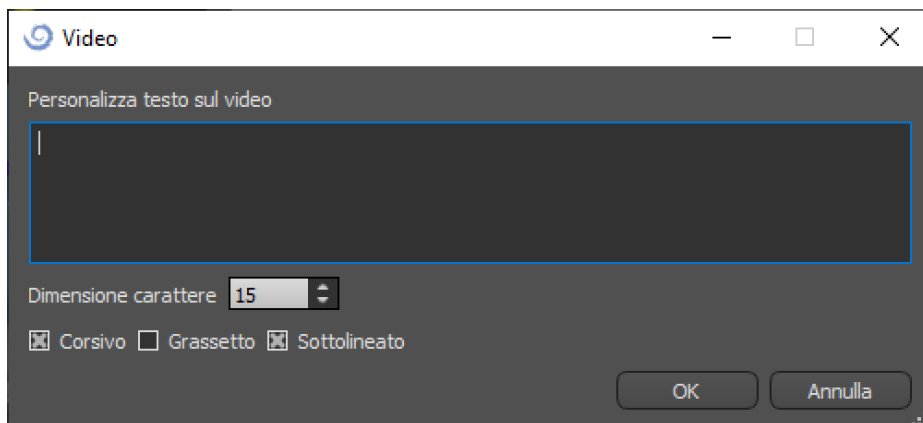 Video
Personalizza testo sul video
Dimensione carattere 15
Corsivo Grassetto Sottolineato
OK Annulla